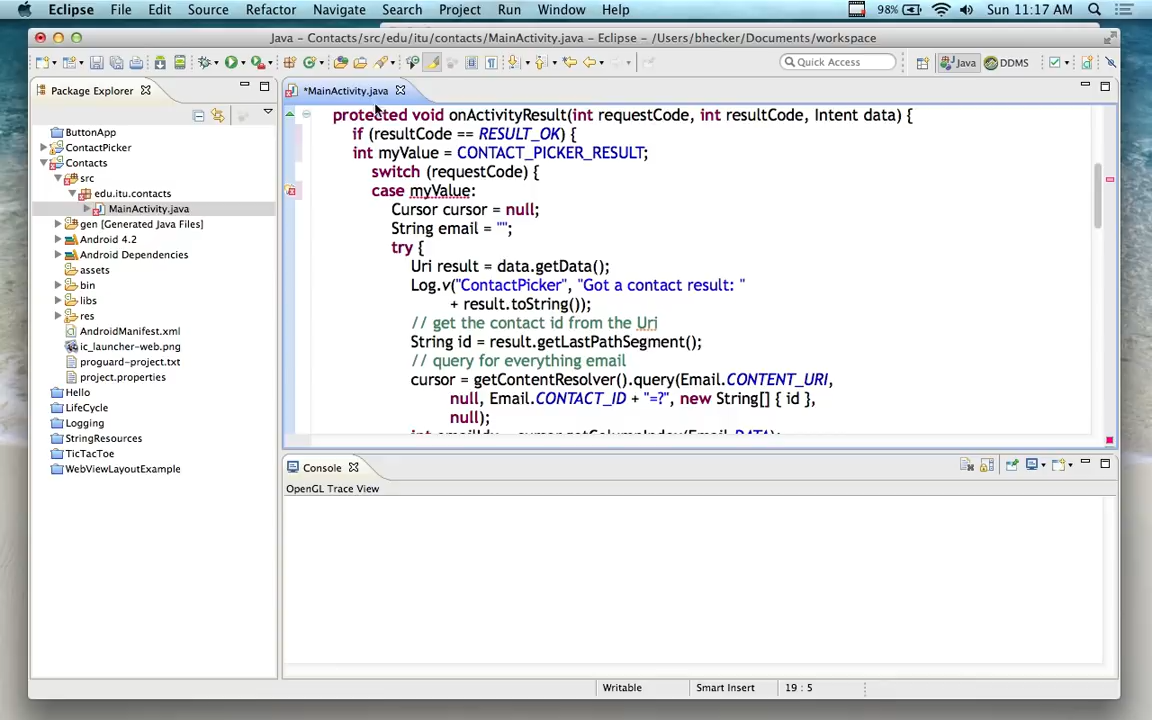 Eclipse File Edit Source Refactor Navigate Search Project Run Window Help 98% Sun 11:17 AM
Java - Contacts/src/edu/itu/contacts/MainActivity.java - Eclipse - /Users/bhecker/Documents/workspace
Quick Access Java DDMS
Package Explorer
ButtonApp
ContactPicker
Contacts
src
edu.itu.contacts
MainActivity.java
gen [Generated Java Files]
Android 4.2
Android Dependencies
assets
bin
libs
res
AndroidManifest.xml
ic_launcher-web.png
proguard-project.txt
project.properties
Hello
LifeCycle
Logging
StringResources
TicTacToe
WebViewLayoutExample
*MainActivity.java
protected void onActivityResult(int requestCode, int resultCode, Intent data) {
if (resultCode == RESULT_OK) {
int myValue = CONTACT_PICKER_RESULT;
switch (requestCode) {
case myValue:
Cursor cursor = null;
String email = "";
try {
Uri result = data.getData();
Log.v("ContactPicker", "Got a contact result: "
+ result.toString());
// get the contact id from the Uri
String id = result.getLastPathSegment();
// query for everything email
cursor = getContentResolver().query(Email.CONTENT_URI,
null, Email.CONTACT_ID + "=?", new String[] { id },
null);
int emailIdx = cursor.getColumnIndex(Email.DATA);
Console
OpenGL Trace View
Writable Smart Insert 19 : 5